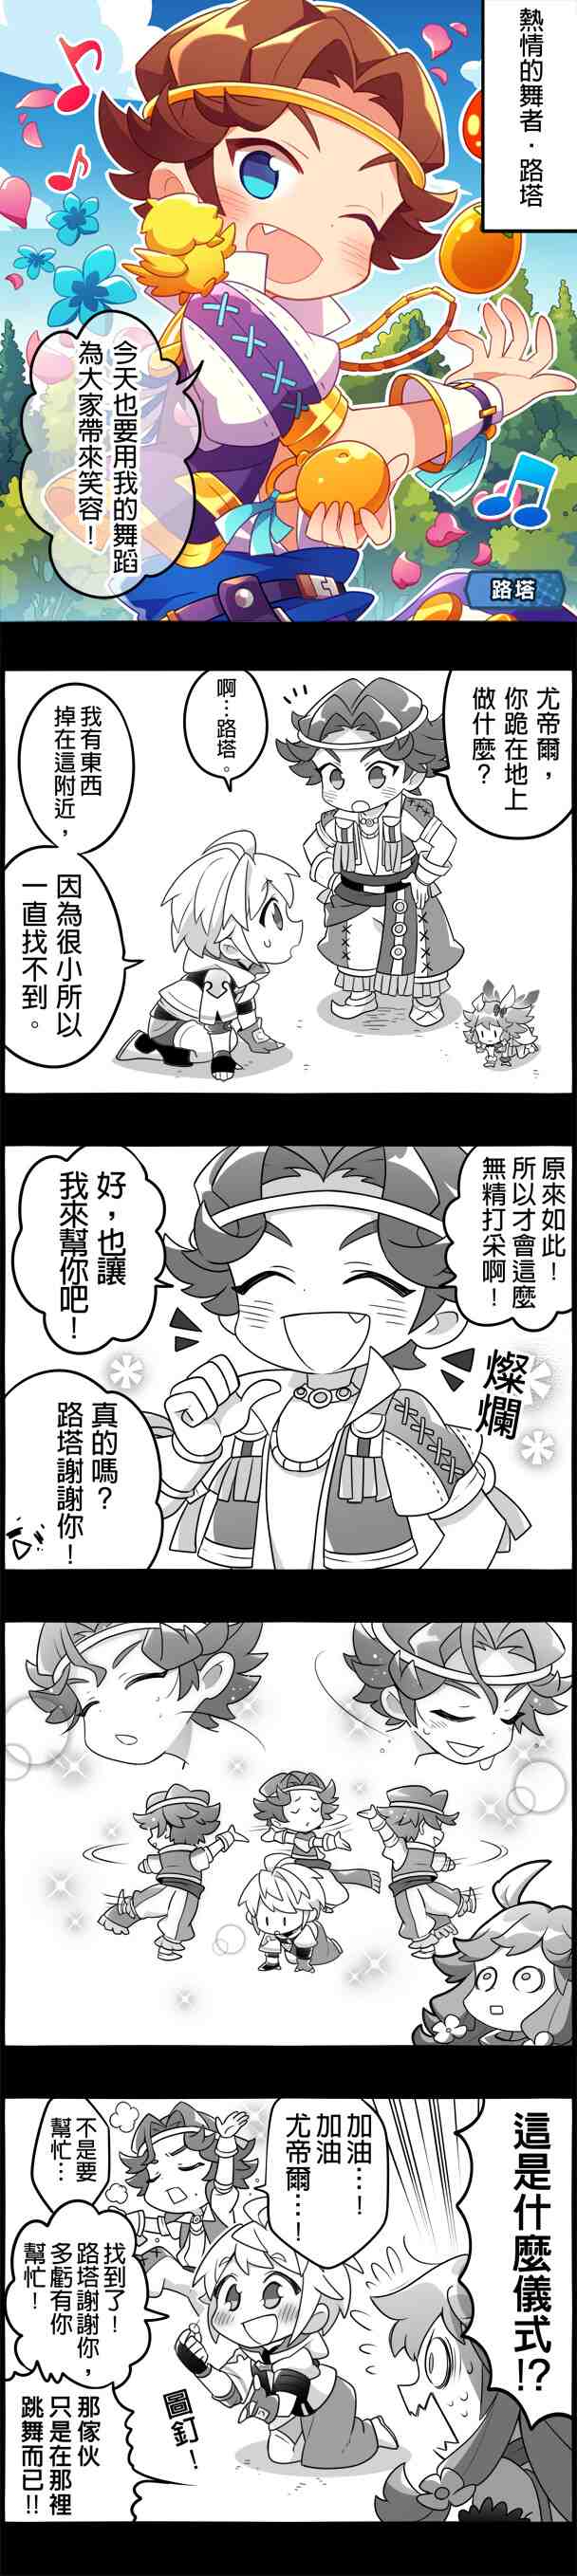 熱情的舞者．路塔
今天也要用我的舞蹈
為大家帶來笑容！
路塔
尤帝爾，
你跪在地上
做什麼？
啊…路塔。
我有東西
掉在這附近，
因為很小所以
一直找不到。
原來如此！
所以才會這麼
無精打采啊！
好，也讓
我來幫你吧！
燦爛
真的嗎？
路塔謝謝你！
這是什麼儀式!?
加油…！
加油
尤帝爾…！
不是要
幫忙…
找到了！
路塔謝謝你，
多虧有你
幫忙！
圖釘！
那傢伙
只是在那裡
跳舞而已!!